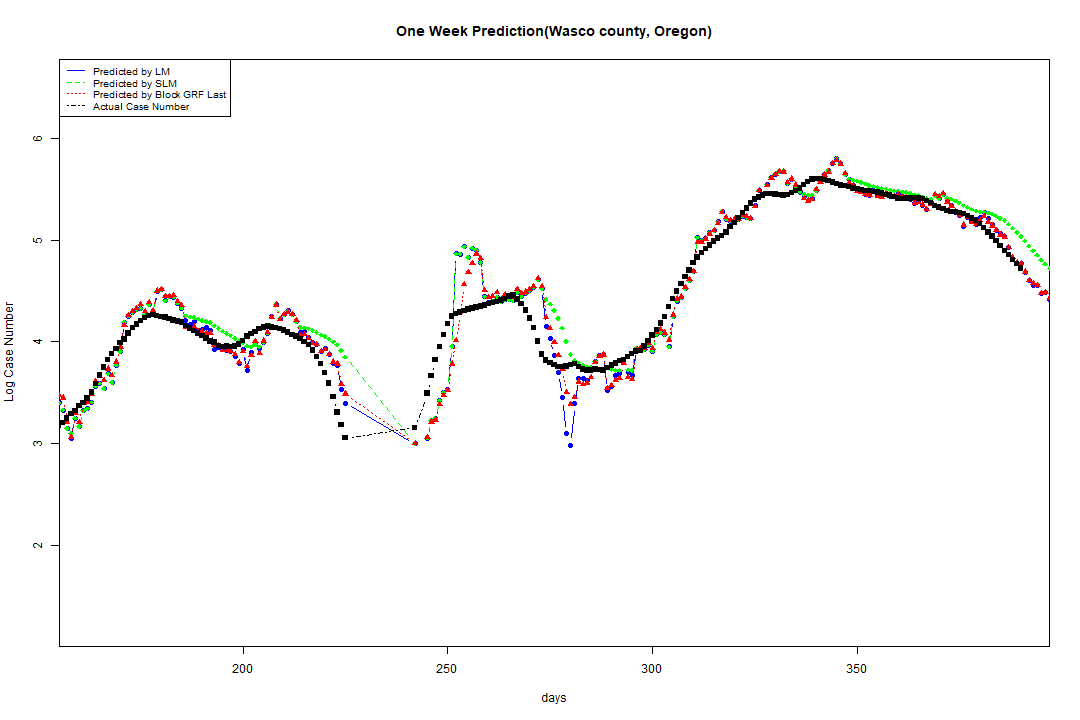 One Week Prediction(Wasco county, Oregon)
Predicted by LM
Predicted by SLM
Predicted by Block GRF Last
Actual Case Number
6
5
4
3
2
Log Case Number
200
250
300
350
days